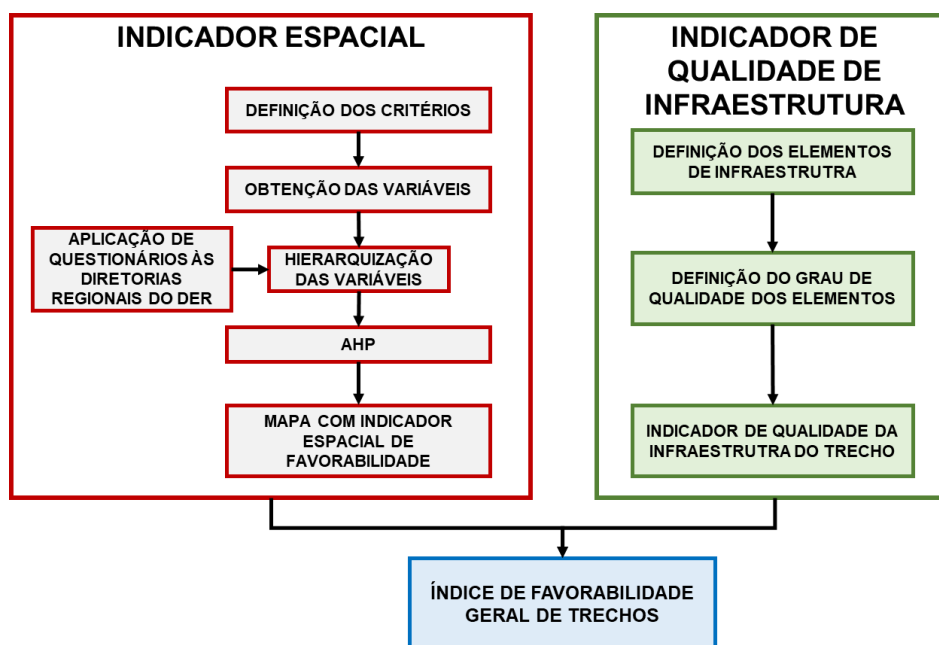 INDICADOR ESPACIAL
DEFINIÇÃO DOS CRITÉRIOS
OBTENÇÃO DAS VARIÁVEIS
APLICAÇÃO DE
QUESTIONÁRIOS ÀS
DIRETORIAS
REGIONAIS DO DER
HIERARQUIZAÇÃO
DAS VARIÁVEIS
AHP
MAPA COM INDICADOR
ESPACIAL DE
FAVORABILIDADE
INDICADOR DE
QUALIDADE DE
INFRAESTRUTURA
DEFINIÇÃO DOS ELEMENTOS
DE INFRAESTRUTRA
DEFINIÇÃO DO GRAU DE
QUALIDADE DOS ELEMENTOS
INDICADOR DE QUALIDADE DA
INFRAESTRUTRA DO TRECHO
ÍNDICE DE FAVORABILIDADE
GERAL DE TRECHOS